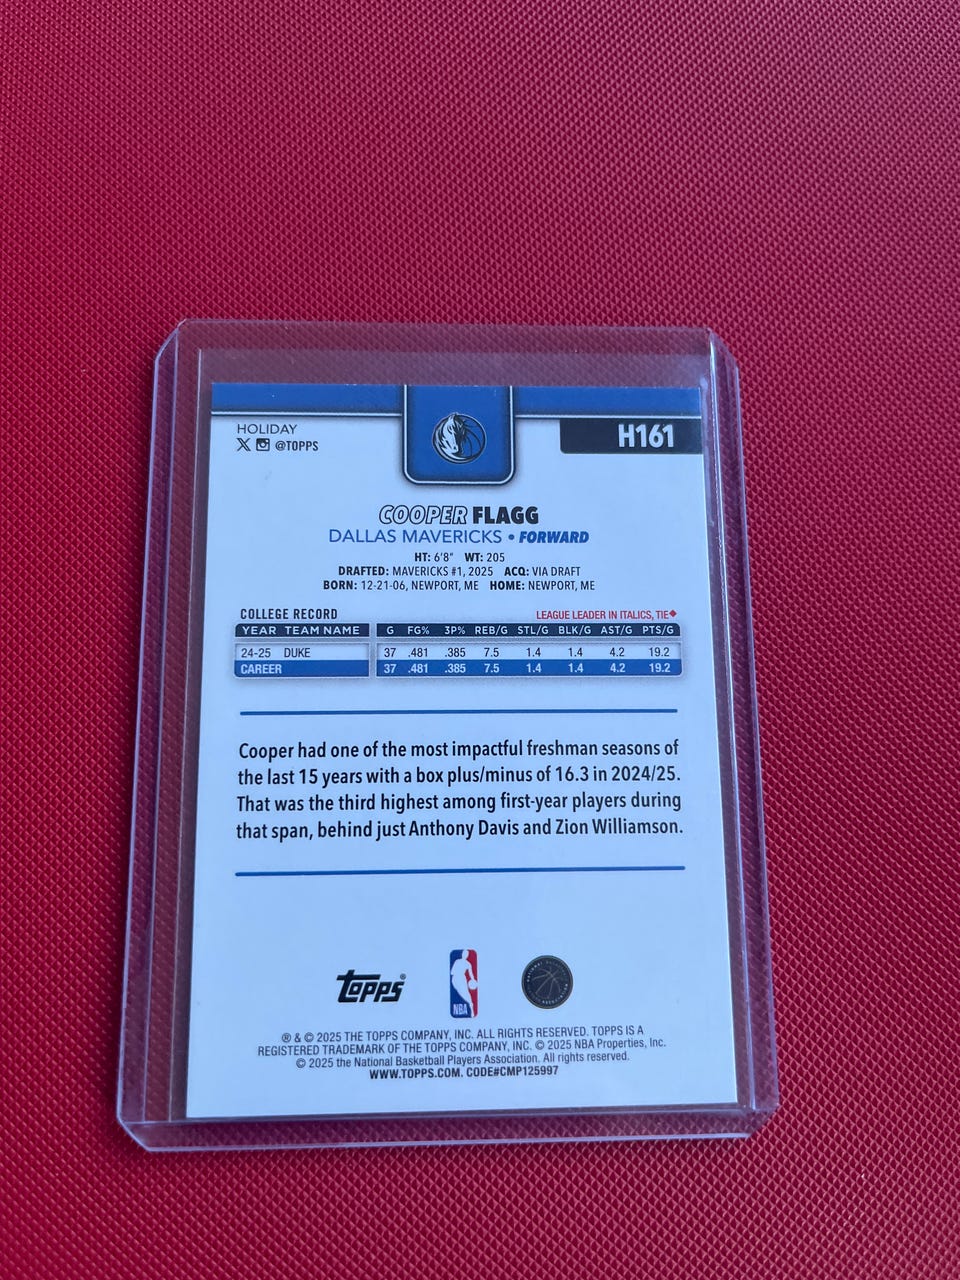 HOLIDAY
@TOPPS
H161
COOPER FLAGG
DALLAS MAVERICKS • FORWARD
HT: 6'8" WT: 205
DRAFTED: MAVERICKS #1, 2025 ACQ: VIA DRAFT
BORN: 12-21-06, NEWPORT, ME HOME: NEWPORT, ME
COLLEGE RECORD LEAGUE LEADER IN ITALICS, TIE◆
YEAR TEAM NAME G FG% 3P% REB/G STL/G BLK/G AST/G PTS/G
24-25 DUKE 37 .481 .385 7.5 1.4 1.4 4.2 19.2
CAREER 37 .481 .385 7.5 1.4 1.4 4.2 19.2
Cooper had one of the most impactful freshman seasons of
the last 15 years with a box plus/minus of 16.3 in 2024/25.
That was the third highest among first-year players during
that span, behind just Anthony Davis and Zion Williamson.
Topps®
NBA
® & © 2025 THE TOPPS COMPANY, INC. ALL RIGHTS RESERVED. TOPPS IS A
REGISTERED TRADEMARK OF THE TOPPS COMPANY, INC. © 2025 NBA Properties, Inc.
© 2025 the National Basketball Players Association. All rights reserved.
WWW.TOPPS.COM. CODE#CMP125997